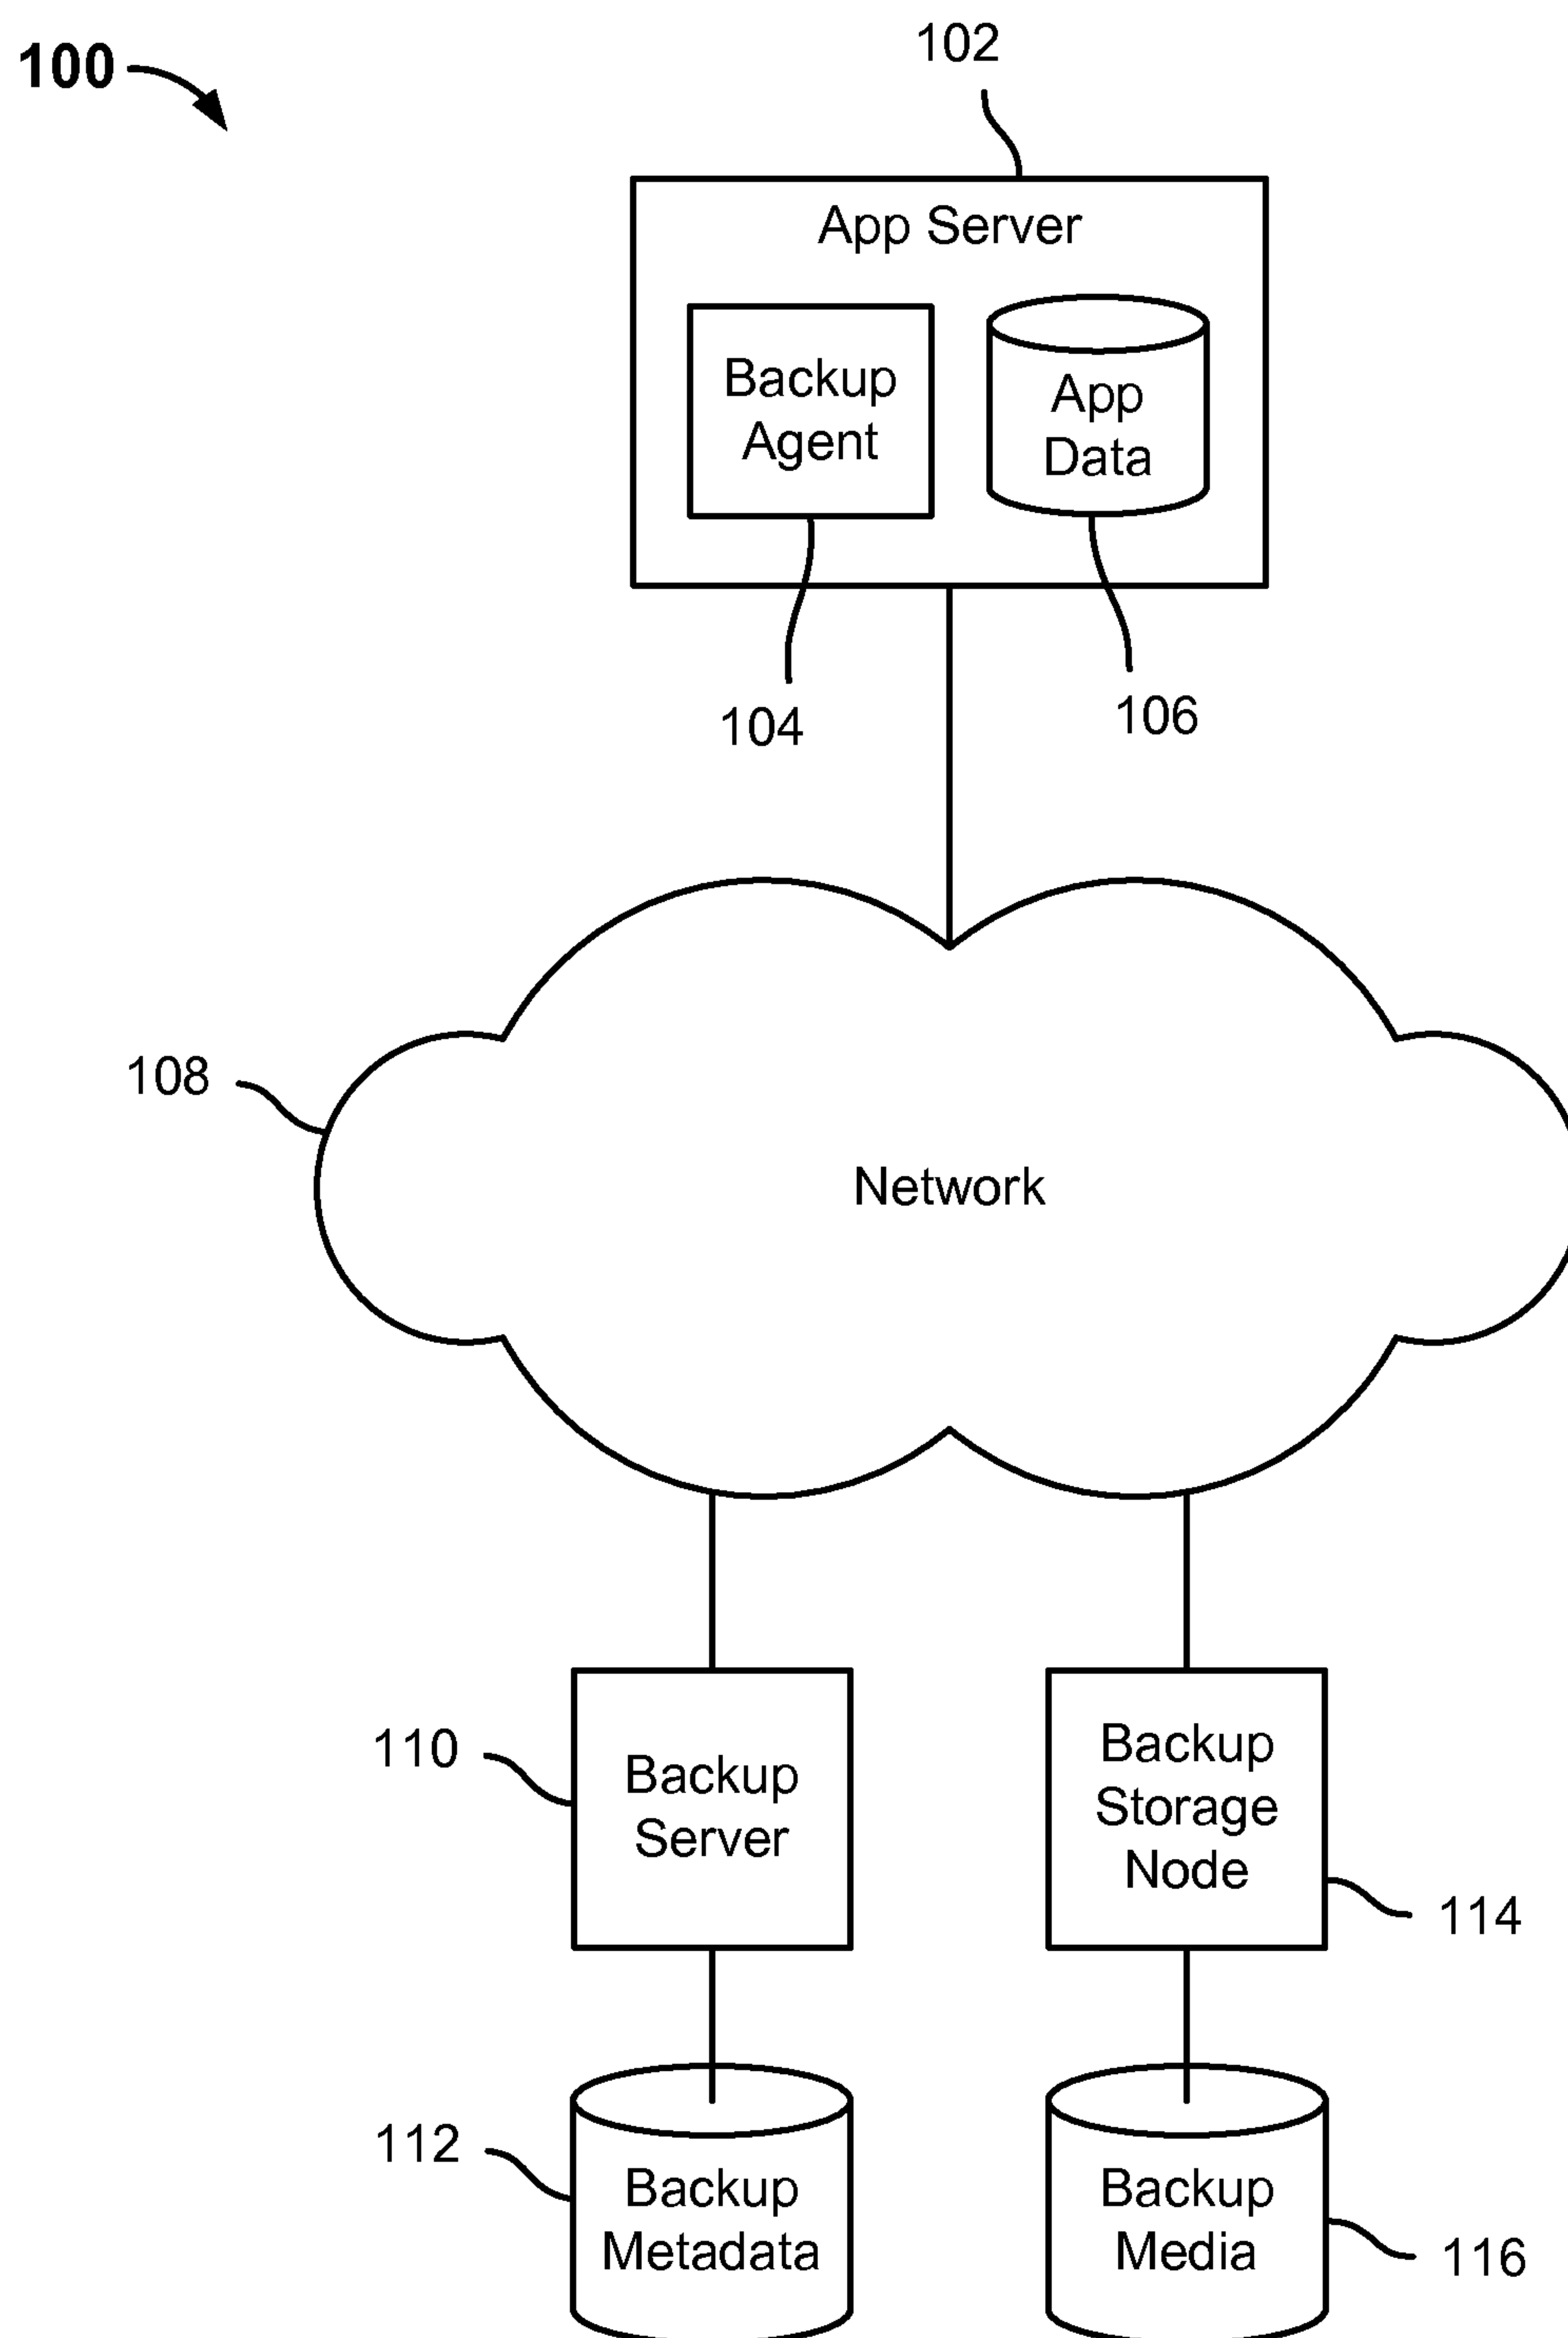 100
102
App Server
Backup
Agent
App
Data
104
106
108
Network
110
Backup
Server
Backup
Storage
Node
114
112
Backup
Metadata
Backup
Media
116